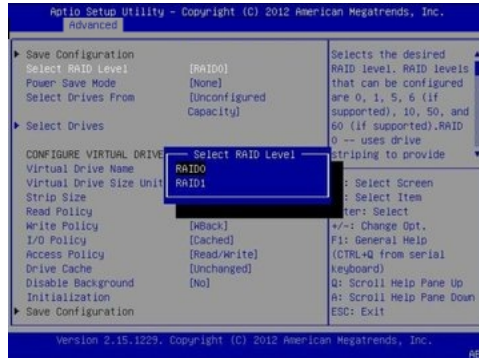 Aptio Setup Utility – Copyright (C) 2012 American Megatrends, Inc.
Advanced
Save Configuration
Select RAID Level [RAID0]
Power Save Mode [None]
Select Drives From [Unconfigured
Capacity]
Select Drives
CONFIGURE VIRTUAL DRIVE
Virtual Drive Name
Virtual Drive Size Unit
Strip Size
Read Policy
Write Policy [WBack]
I/O Policy [Cached]
Access Policy [Read/Write]
Drive Cache [Unchanged]
Disable Background [No]
Initialization
Save Configuration
Select RAID Level
RAID0
RAID1
Selects the desired
RAID level. RAID levels
that can be configured
are 0, 1, 5, 6 (if
supported), 10, 50, and
60 (if supported).RAID
0 -- uses drive
striping to provide
: Select Screen
: Select Item
ter: Select
+/-: Change Opt.
F1: General Help
(CTRL+Q from serial
keyboard)
Q: Scroll Help Pane Up
A: Scroll Help Pane Down
ESC: Exit
Version 2.15.1229. Copyright (C) 2012 American Megatrends, Inc.